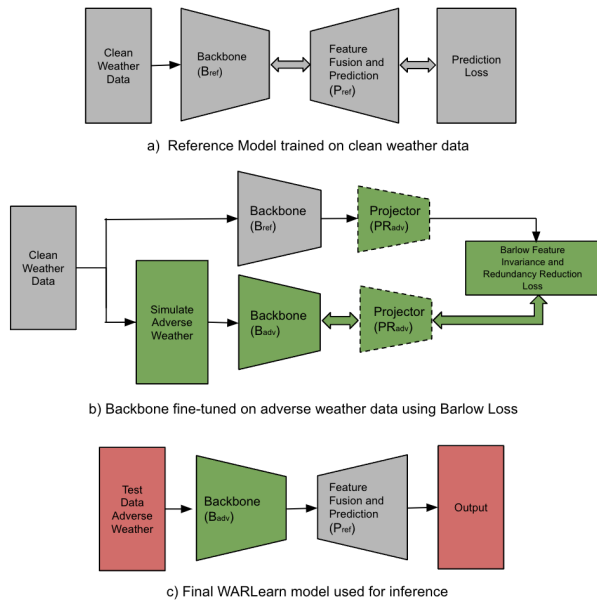 Clean
Weather
Data
Backbone
(Bref)
Feature
Fusion and
Prediction
(Pref)
Prediction
Loss
a) Reference Model trained on clean weather data
Clean
Weather
Data
Backbone
(Bref)
Projector
(PRadv)
Barlow Feature
Invariance and
Redundancy Reduction
Loss
Simulate
Adverse
Weather
Backbone
(Badv)
Projector
(PRadv)
b) Backbone fine-tuned on adverse weather data using Barlow Loss
Test
Data
Adverse
Weather
Backbone
(Badv)
Feature
Fusion and
Prediction
(Pref)
Output
c) Final WARLearn model used for inference